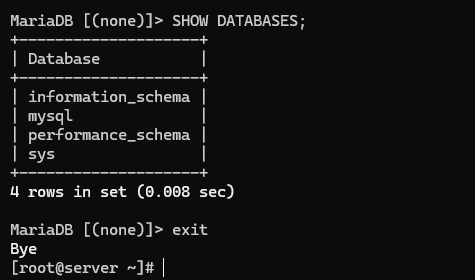 MariaDB [(none)]> SHOW DATABASES;
+--------------------+
| Database           |
+--------------------+
| information_schema |
| mysql              |
| performance_schema |
| sys                |
+--------------------+
4 rows in set (0.008 sec)

MariaDB [(none)]> exit
Bye
[root@server ~]#